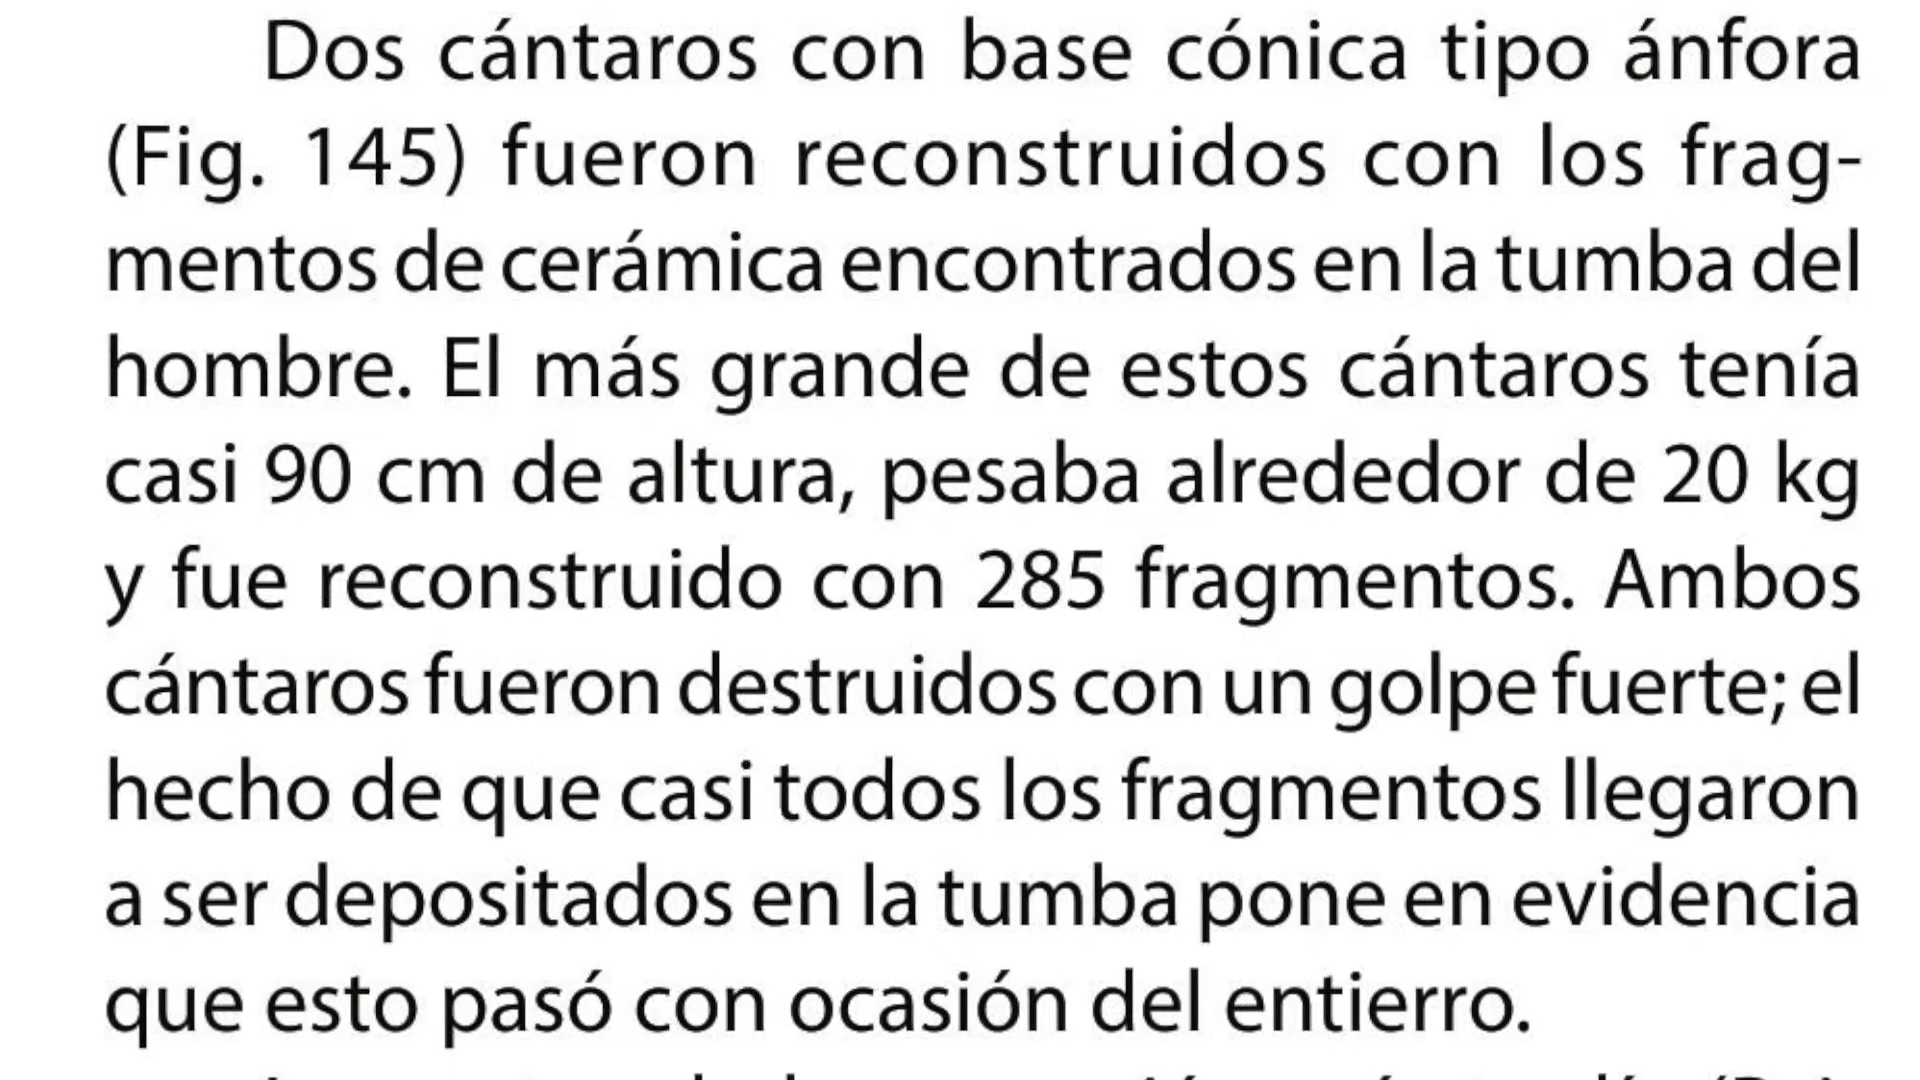 Dos cántaros con base cónica tipo ánfora
(Fig. 145) fueron reconstruidos con los frag-
mentos de cerámica encontrados en la tumba del
hombre. El más grande de estos cántaros tenía
casi 90 cm de altura, pesaba alrededor de 20 kg
y fue reconstruido con 285 fragmentos. Ambos
cántaros fueron destruidos con un golpe fuerte; el
hecho de que casi todos los fragmentos llegaron
a ser depositados en la tumba pone en evidencia
que esto pasó con ocasión del entierro.